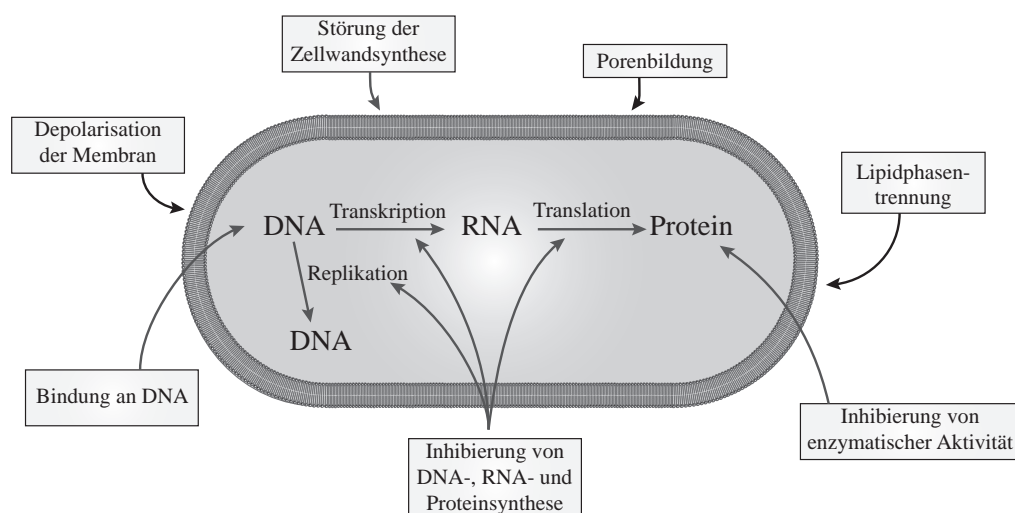 Störung der
Zellwandsynthese
Porenbildung
Depolarisation
der Membran
Lipidphasen-
trennung
DNA
Transkription
RNA
Translation
Protein
Replikation
DNA
Bindung an DNA
Inhibierung von
DNA-, RNA- und
Proteinsynthese
Inhibierung von
enzymatischer Aktivität